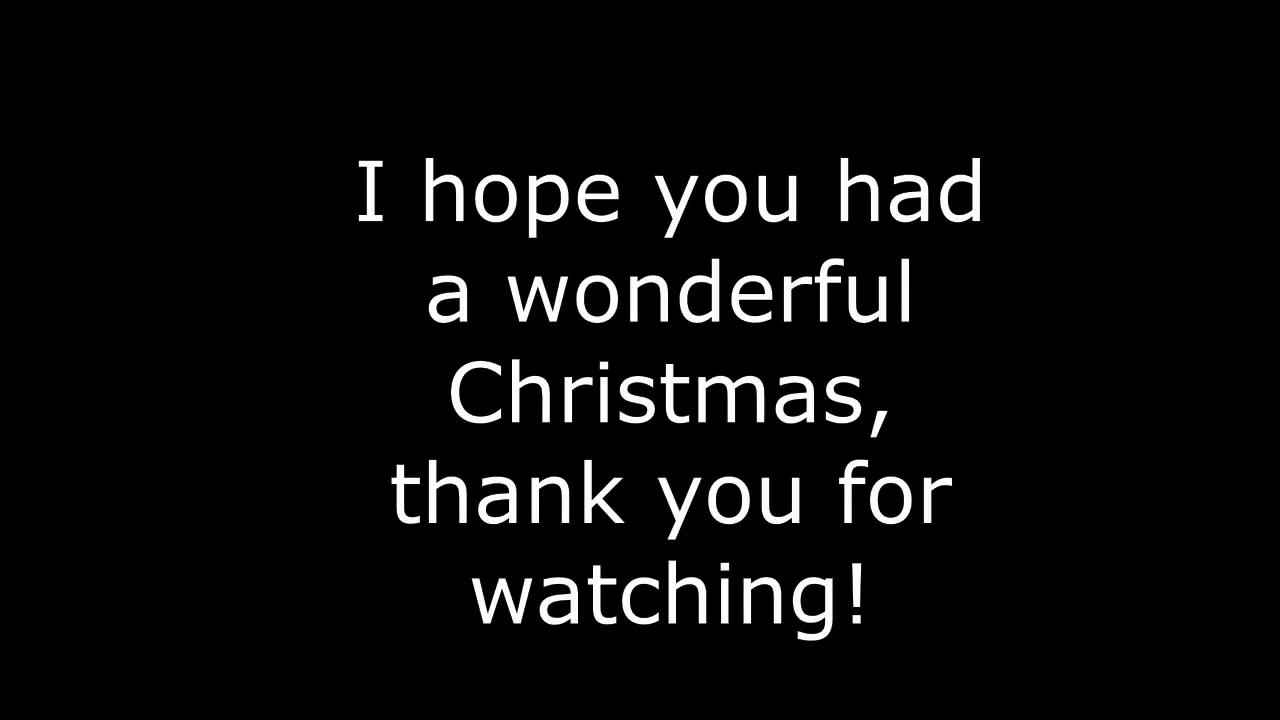 I hope you had
a wonderful
Christmas,
thank you for
watching!